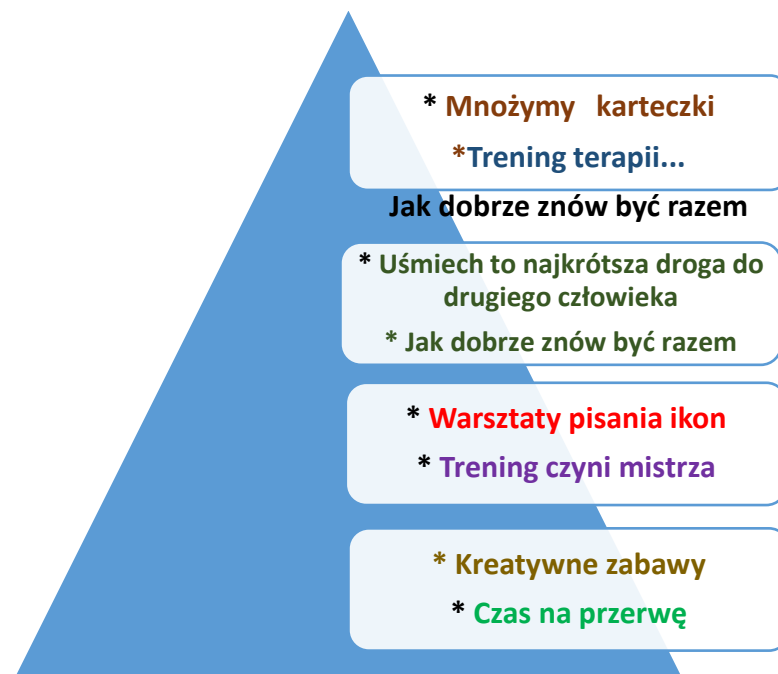 * Mnożymy karteczki
*Trening terapii...
Jak dobrze znów być razem
* Uśmiech to najkrótsza droga do
drugiego człowieka
* Jak dobrze znów być razem
* Warsztaty pisania ikon
* Trening czyni mistrza
* Kreatywne zabawy
* Czas na przerwę